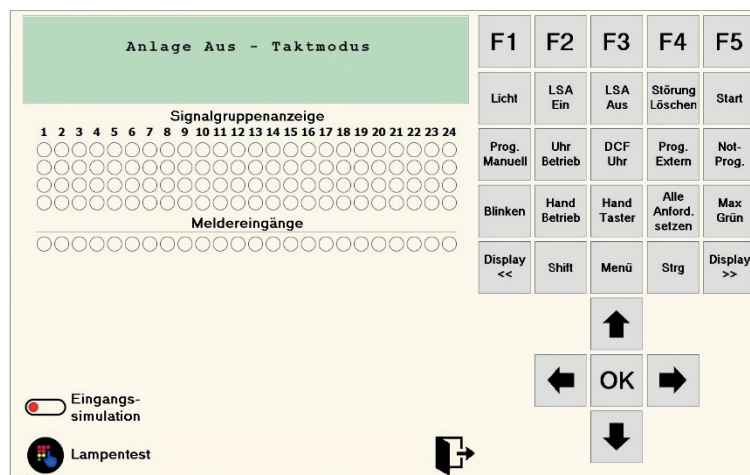 Anlage Aus - Taktmodus
Signalgruppenanzeige
1 2 3 4 5 6 7 8 9 10 11 12 13 14 15 16 17 18 19 20 21 22 23 24
Meldereingänge
Eingangs-
simulation
Lampentest
F1 F2 F3 F4 F5
Licht
LSA
Ein
LSA
Aus
Störung
Löschen
Start
Prog.
Manuell
Uhr
Betrieb
DCF
Uhr
Prog.
Extern
Not-
Prog.
Blinken
Hand
Betrieb
Hand
Taster
Alle
Anford.
setzen
Max
Grün
Display
<<
Shift
Menü
Strg
Display
>>
OK